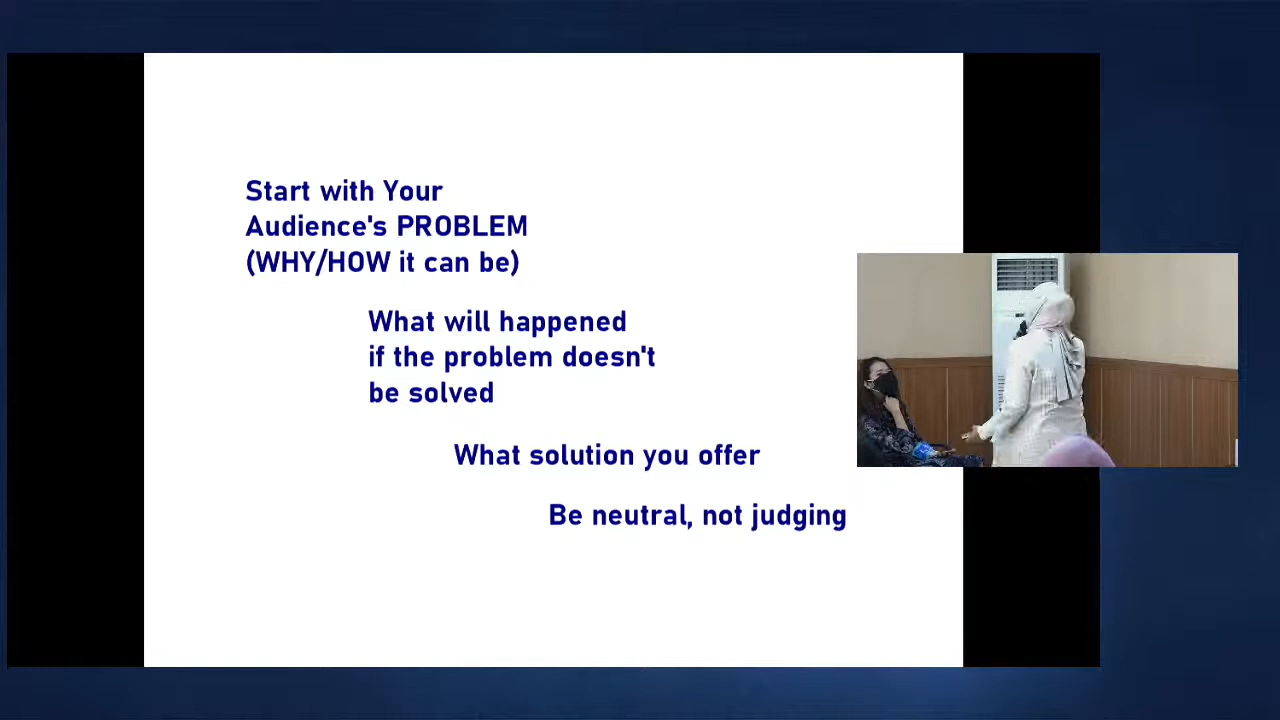 Start with Your
Audience's PROBLEM
(WHY/HOW it can be)
What will happened
if the problem doesn't
be solved
What solution you offer
Be neutral, not judging